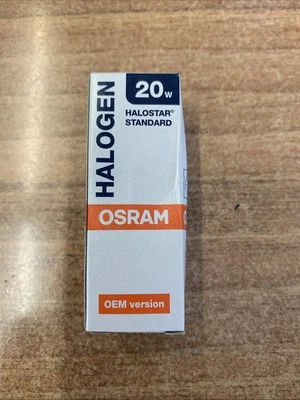 HALOGEN
20W
HALOSTAR®
STANDARD
OSRAM
OEM version